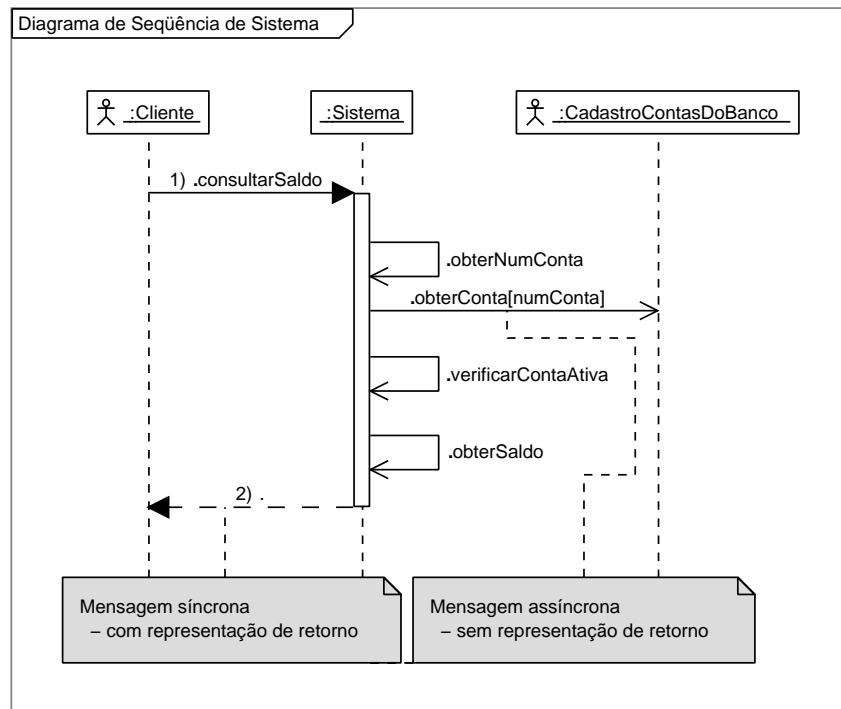 Diagrama de Seqüência de Sistema
:Cliente
:Sistema
:CadastroContasDoBanco
1) .consultarSaldo
.obterNumConta
.obterConta[numConta]
.verificarContaAtiva
.obterSaldo
2) .
Mensagem síncrona
– com representação de retorno
Mensagem assíncrona
– sem representação de retorno